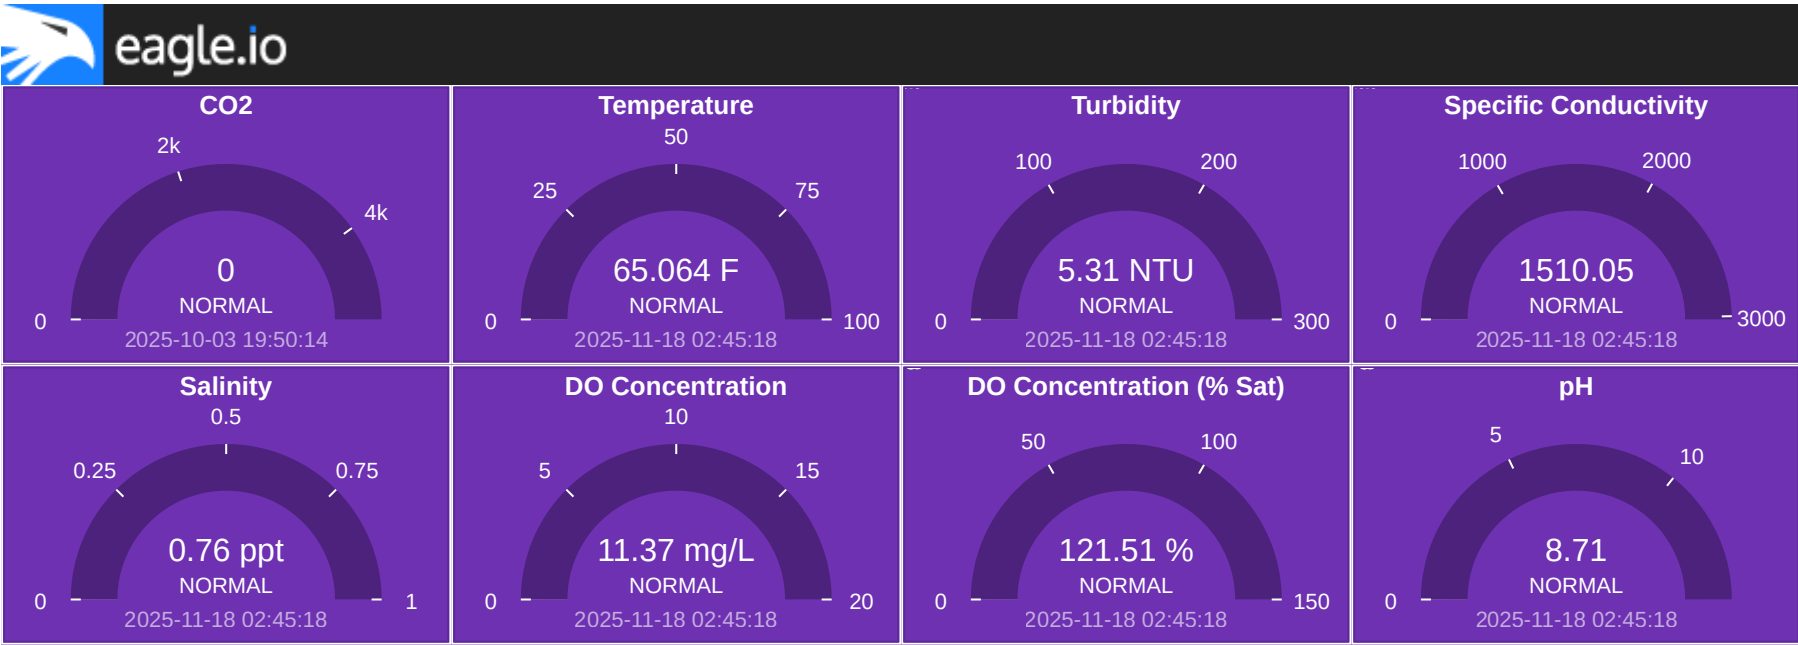 eagle.io
CO2
2k
4k
0
0
NORMAL
2025-10-03 19:50:14
Temperature
50
25
75
65.064 F
NORMAL
0
100
2025-11-18 02:45:18
Turbidity
100
200
5.31 NTU
NORMAL
0
300
2025-11-18 02:45:18
Specific Conductivity
1000
2000
1510.05
NORMAL
0
3000
2025-11-18 02:45:18
Salinity
0.5
0.25
0.75
0.76 ppt
NORMAL
0
1
2025-11-18 02:45:18
DO Concentration
10
5
15
11.37 mg/L
NORMAL
0
20
2025-11-18 02:45:18
DO Concentration (% Sat)
50
100
121.51 %
NORMAL
0
150
2025-11-18 02:45:18
pH
5
10
8.71
NORMAL
0
2025-11-18 02:45:18